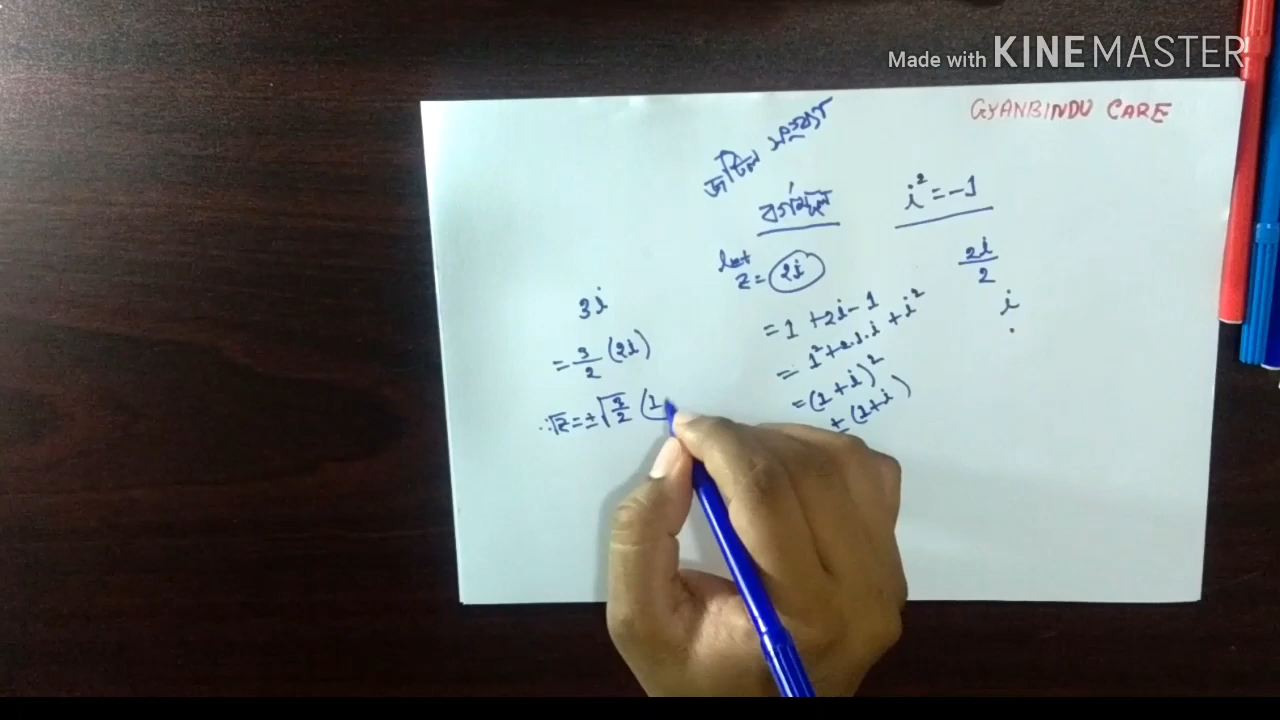 Made with KINEMASTER
GYANBINDU CARE
জটিল সংখ্যা
বর্গমূল
i² = -1
let
z = 2i
= 1 + 2i - 1
= 1² + 2.1.i + i²
= (1+i)²
± (1+i)
2i/2
i
3i
= 3/2 (2i)
∴ √z = ± √3/2 (1